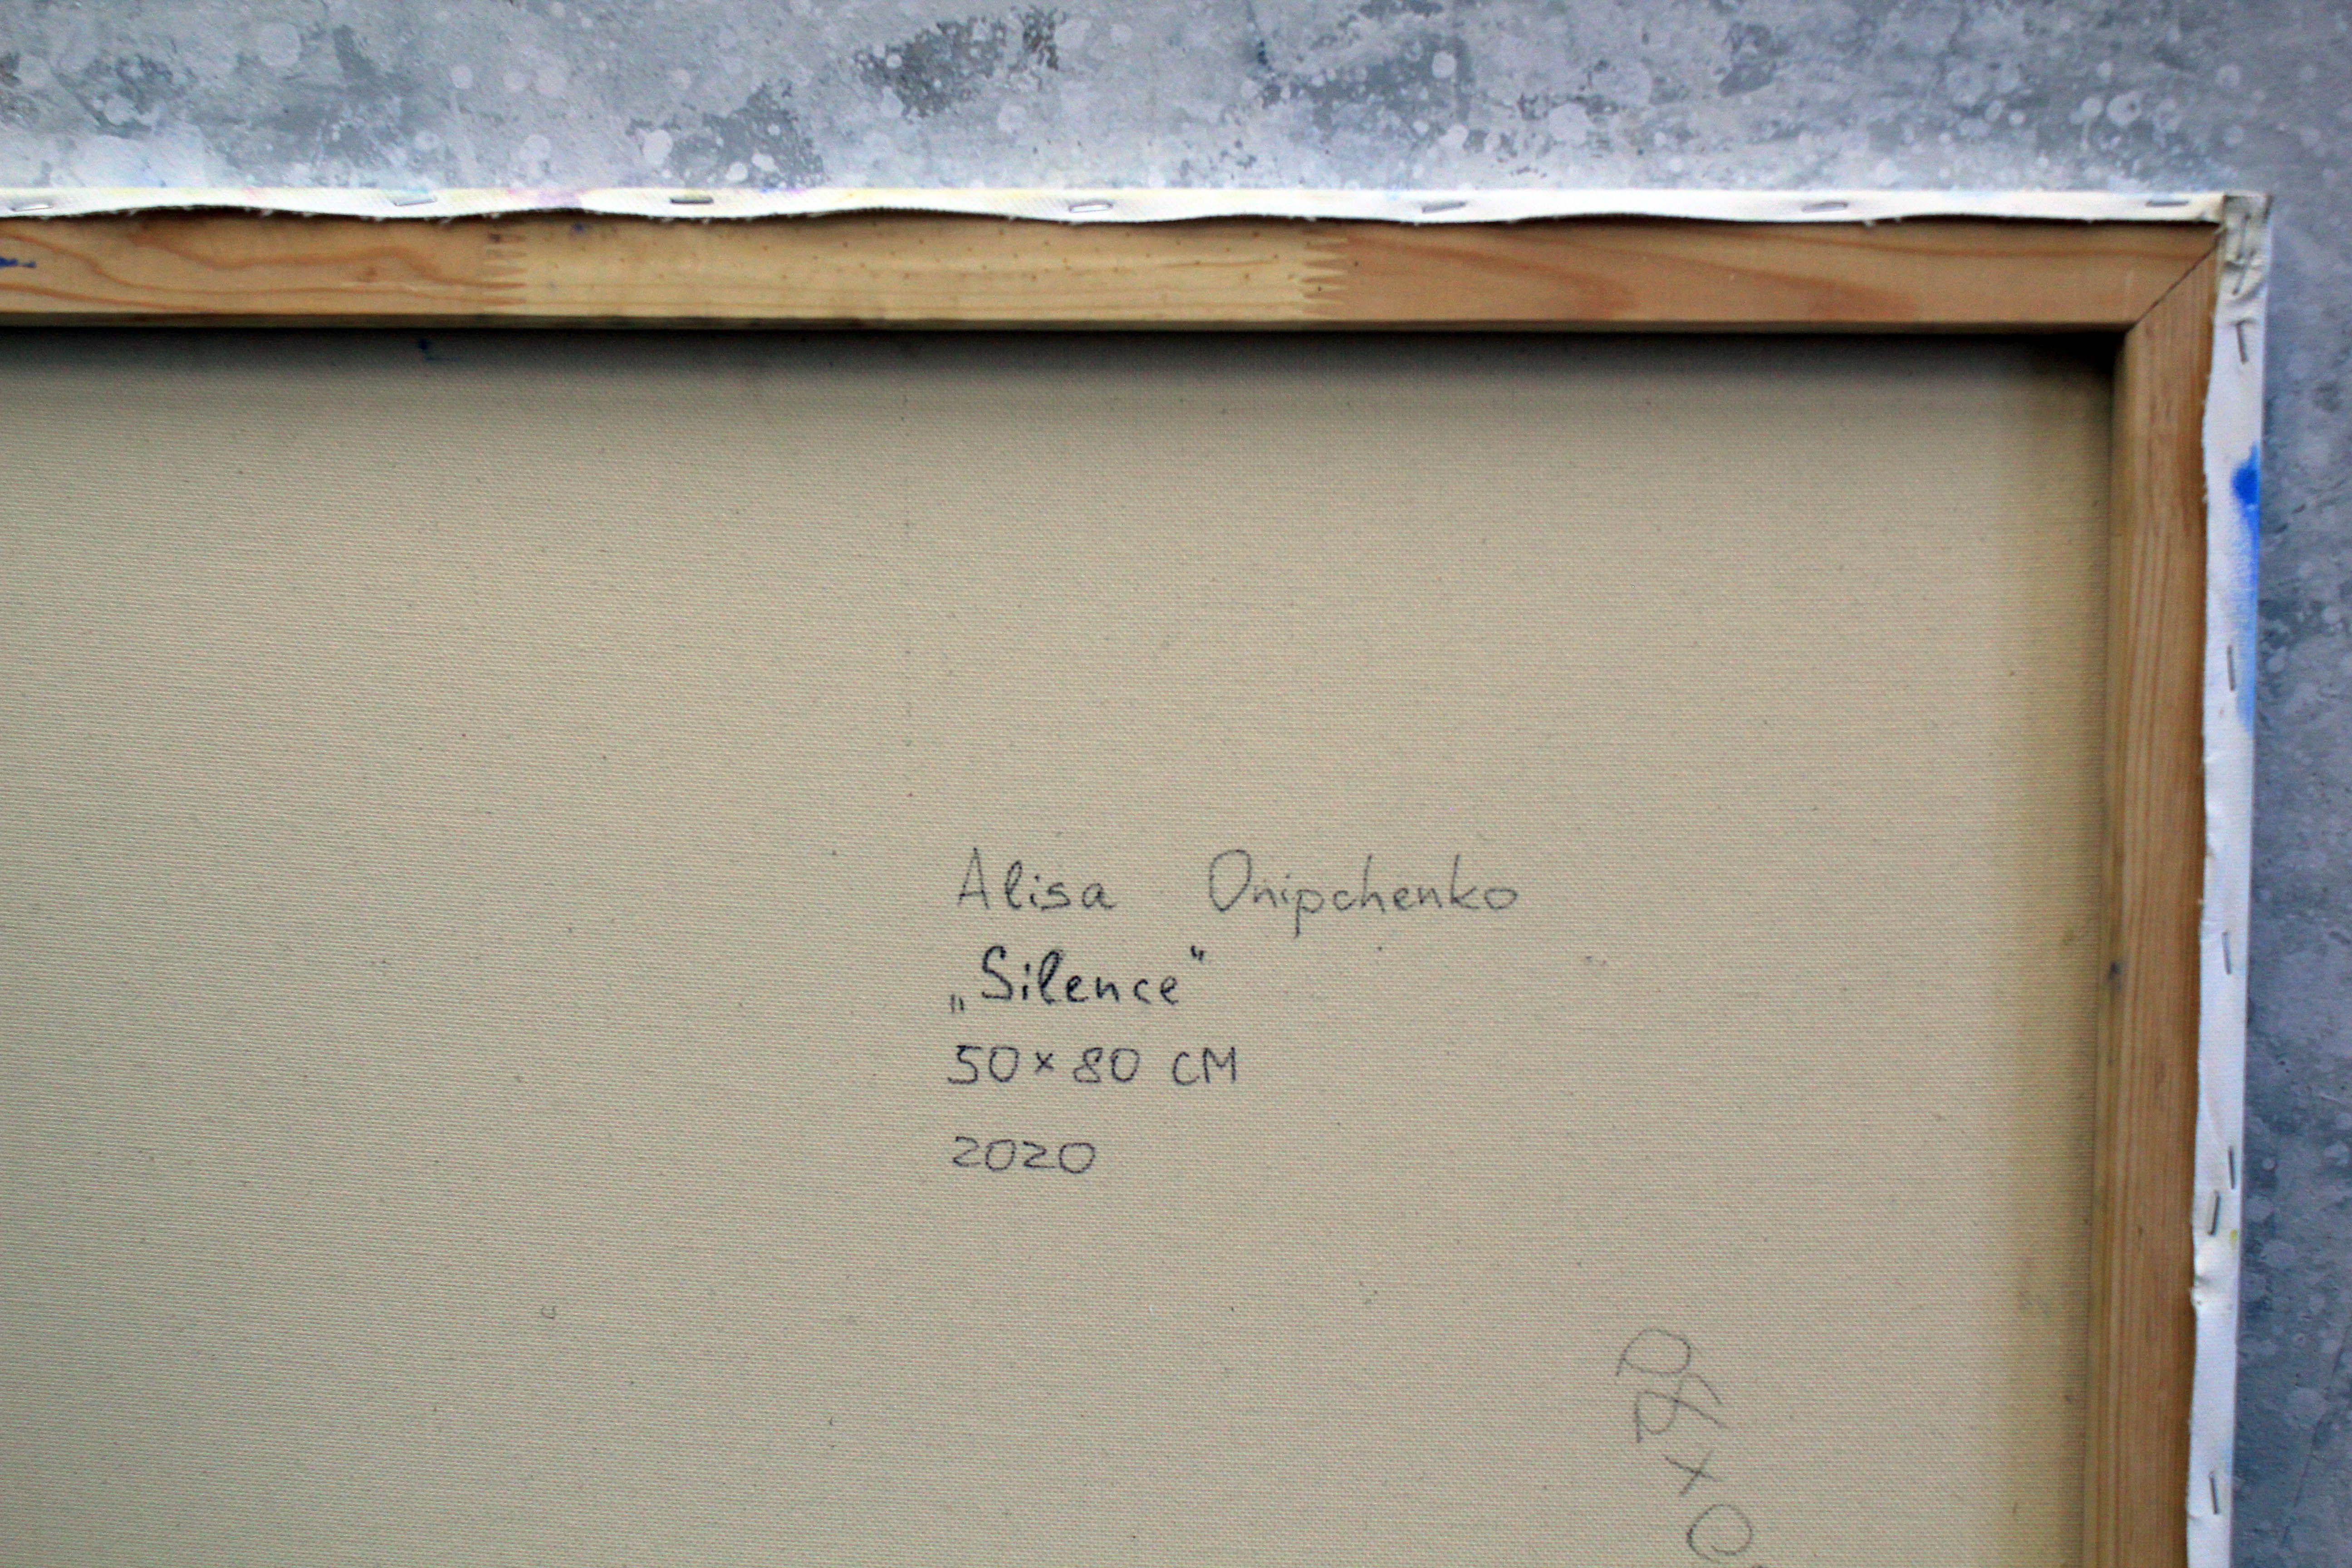 Alisa Onipchenko
„Silence“
50×80 CM
2020